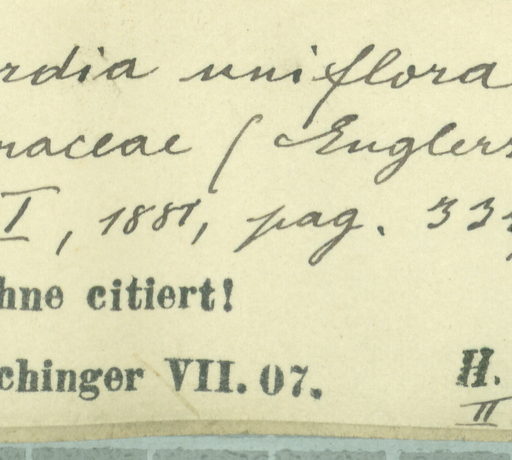 rdia uniflora
raceae (Englers
I, 1881, pag. 33
hne citiert!
chinger VII. 07.
H.
II